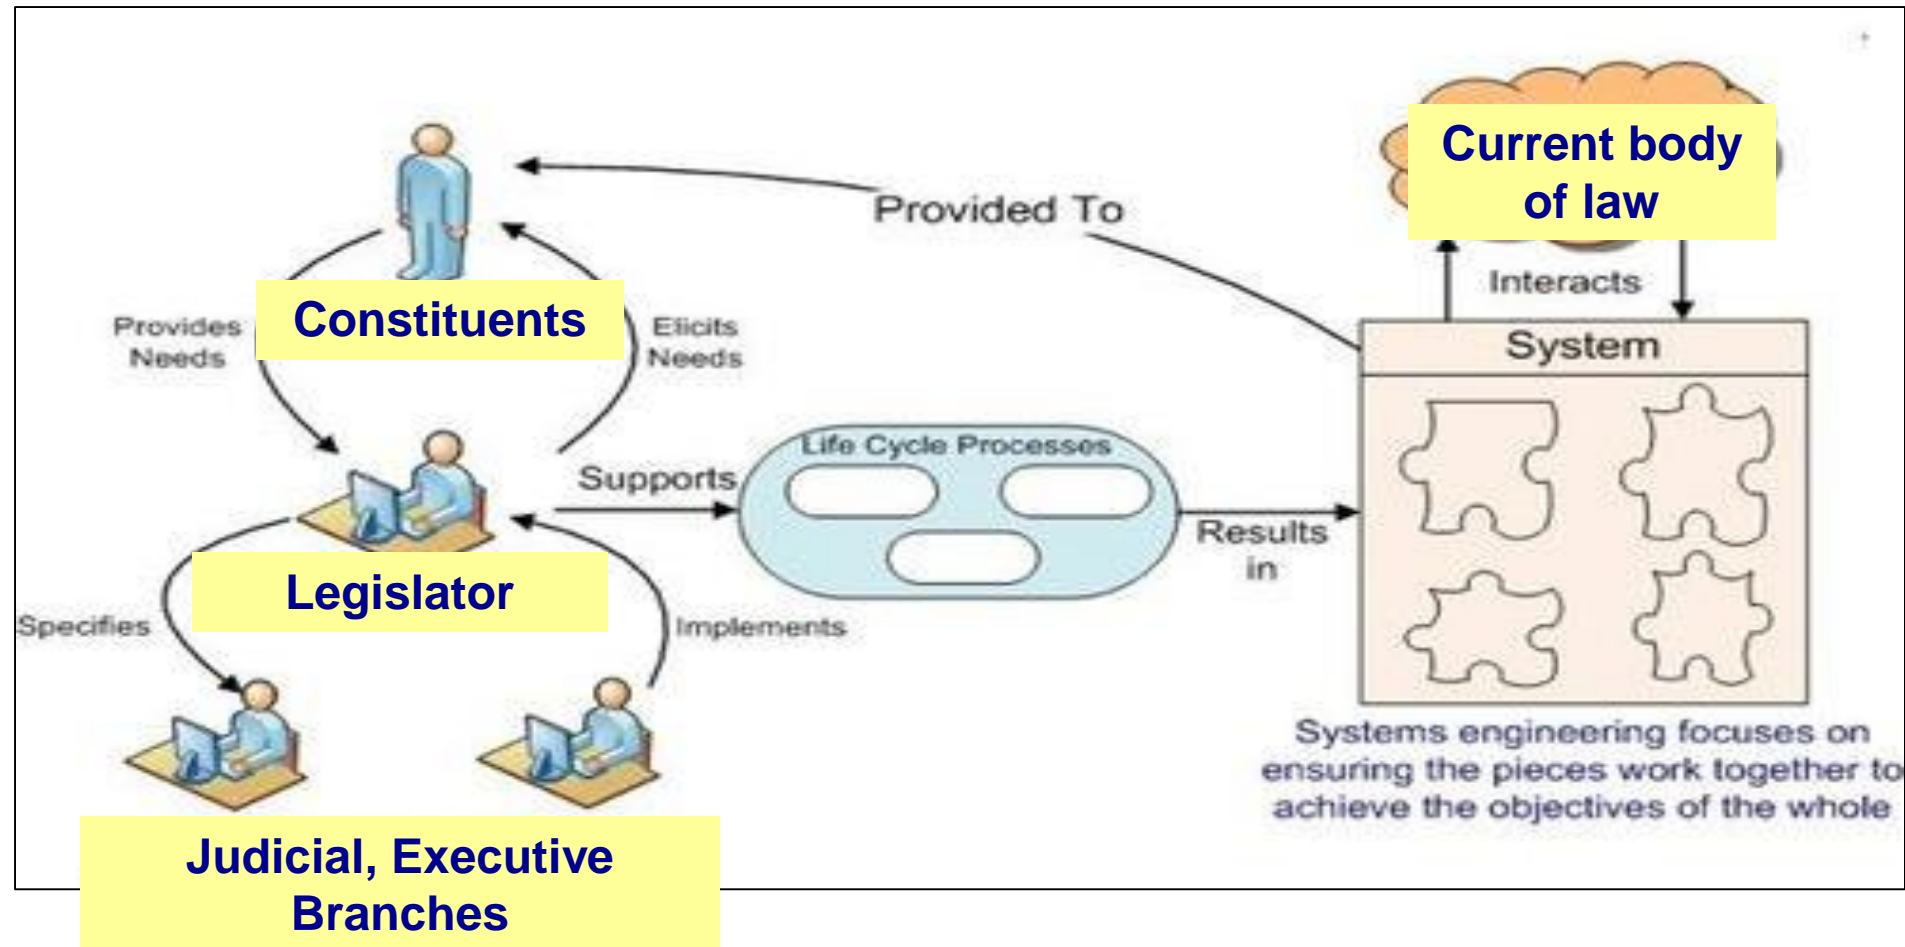 Current body
of law
Provided To
Interacts
Constituents
Provides
Needs
Elicits
Needs
System
Life Cycle Processes
Supports
Results
in
Legislator
Specifies
Implements
Systems engineering focuses on
ensuring the pieces work together to
achieve the objectives of the whole
Judicial, Executive
Branches